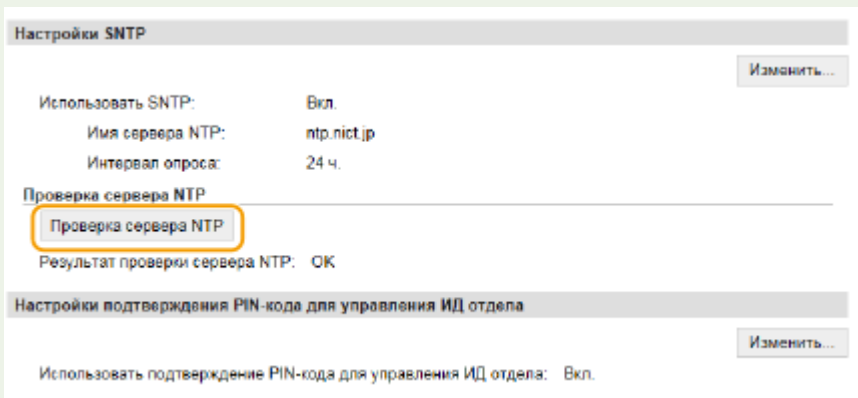 Настройки SNTP
Изменить...
Использовать SNTP: Вкл.
Имя сервера NTP: ntp.nict.jp
Интервал опроса: 24 ч.
Проверка сервера NTP
Проверка сервера NTP
Результат проверки сервера NTP: OK
Настройки подтверждения PIN-кода для управления ИД отдела
Изменить...
Использовать подтверждение PIN-кода для управления ИД отдела: Вкл.